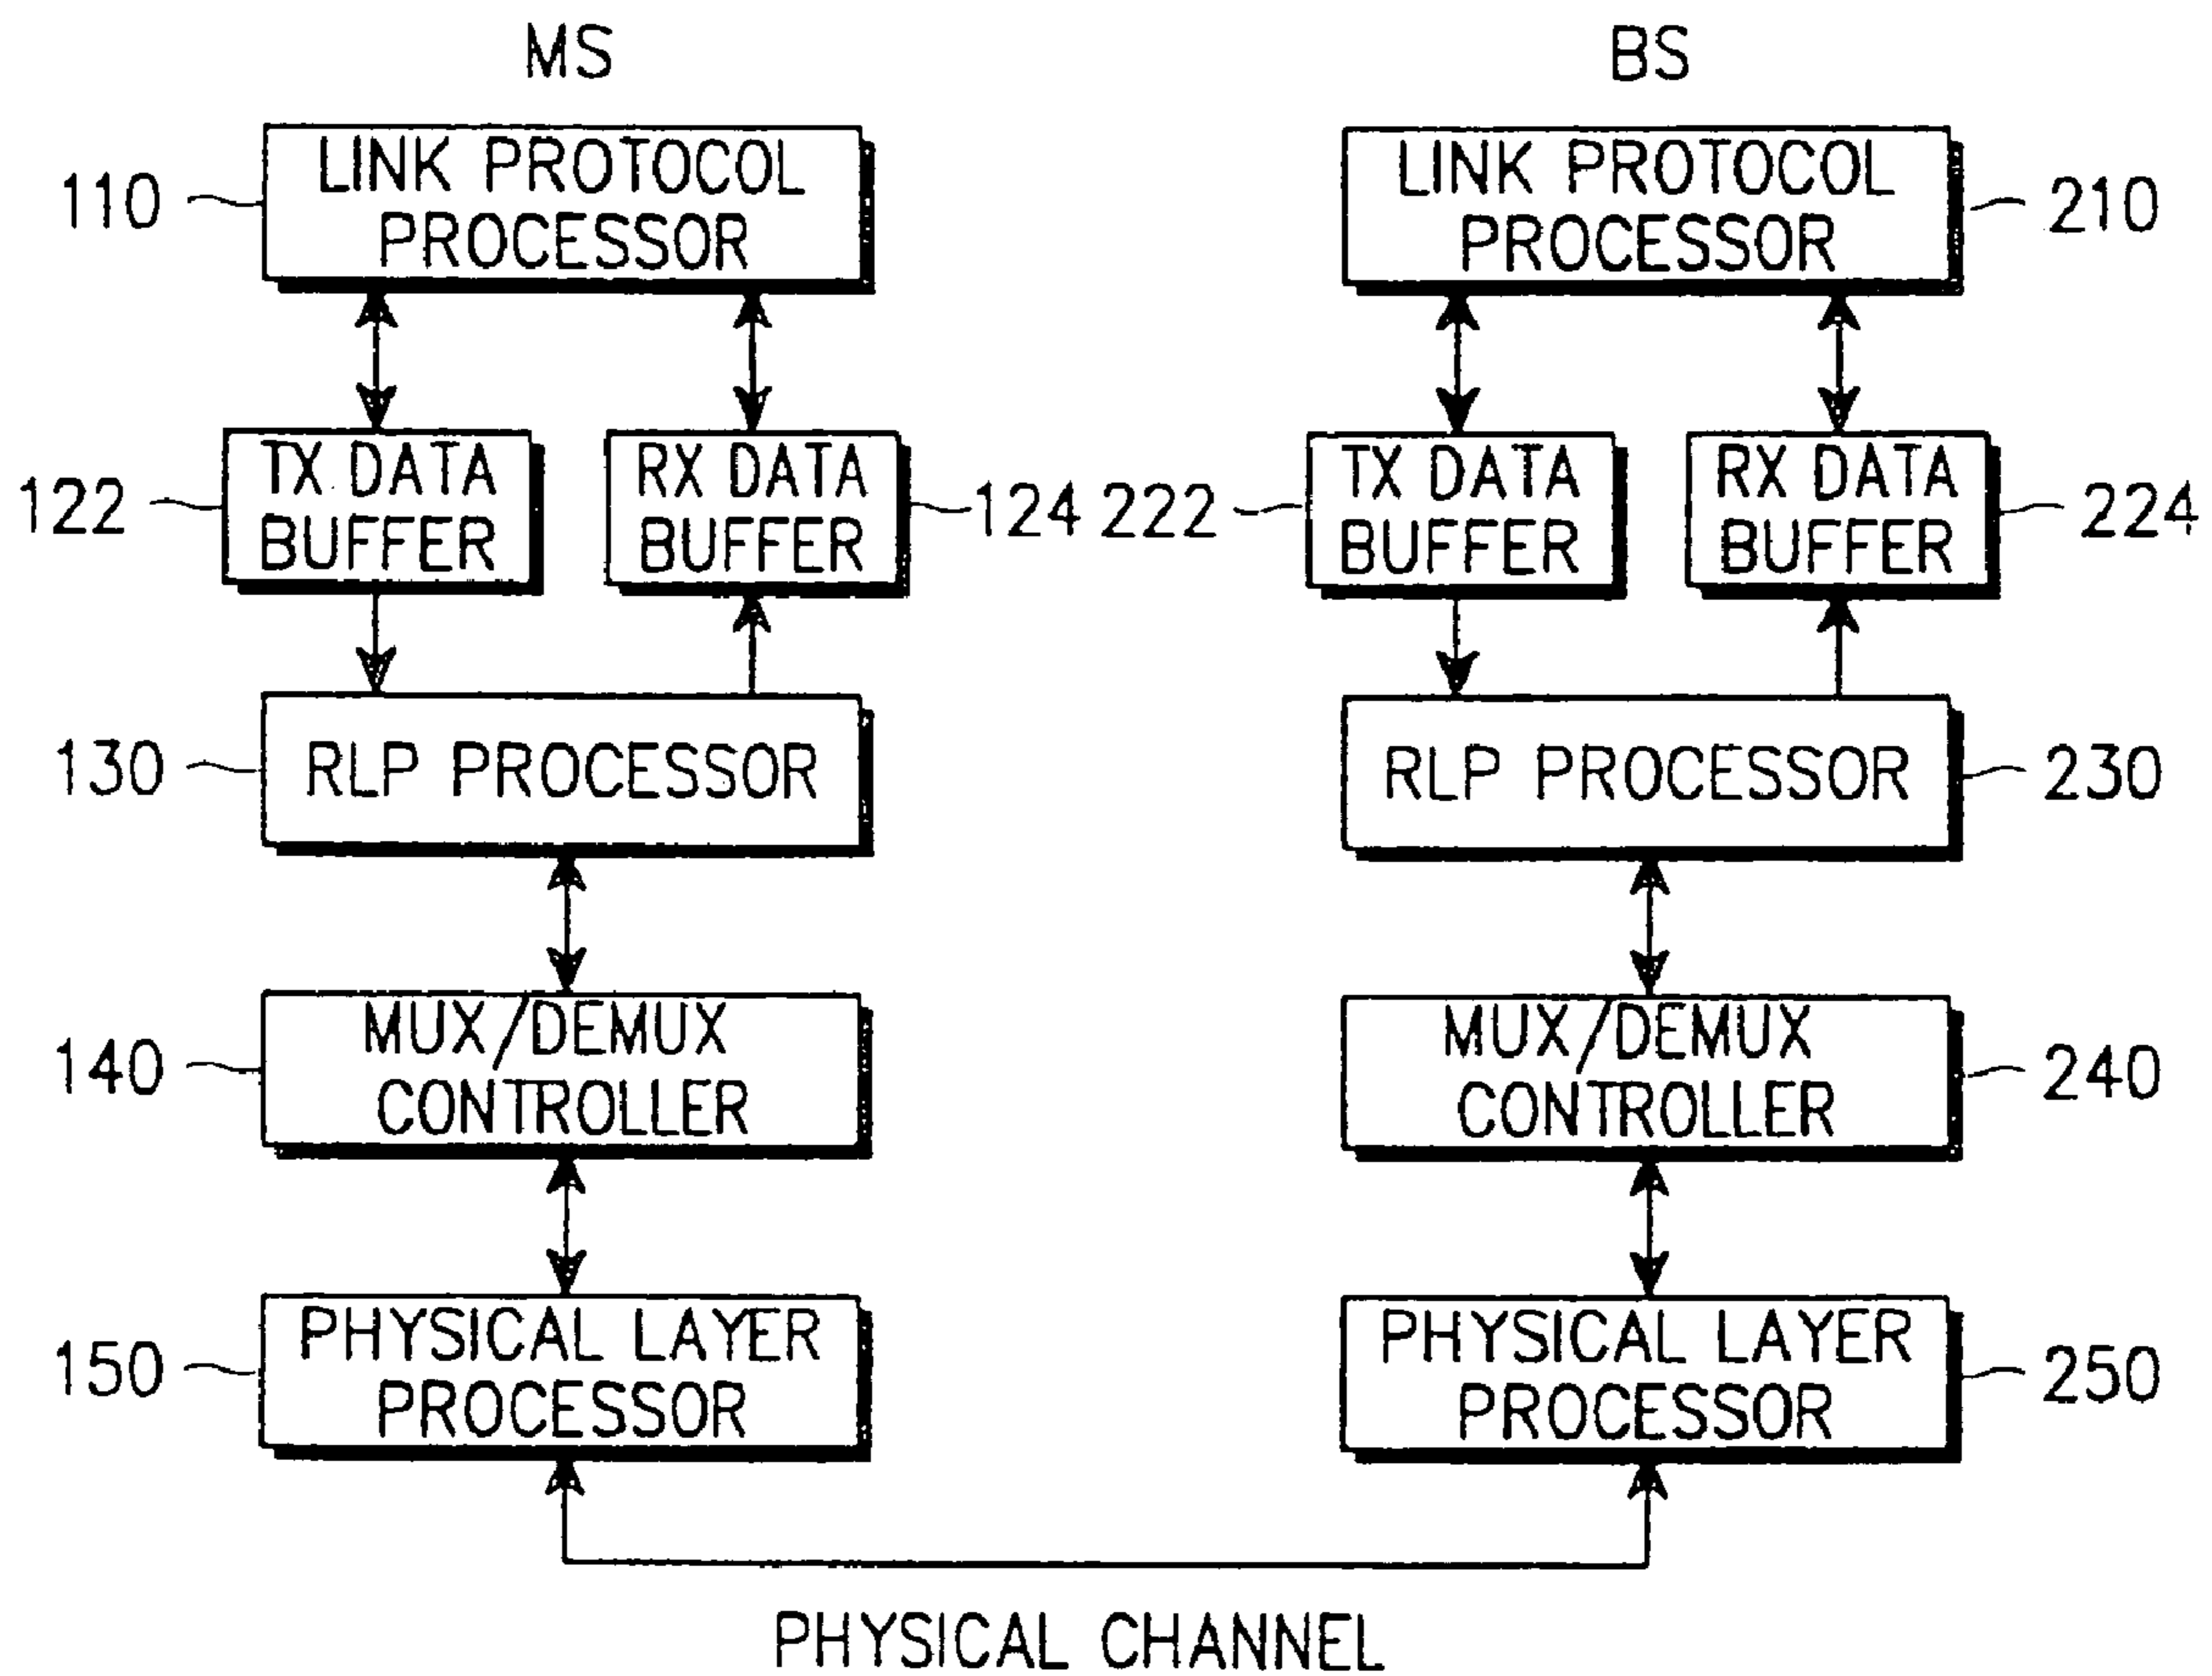 MS
BS
LINK PROTOCOL
PROCESSOR
110
LINK PROTOCOL
PROCESSOR
210
TX DATA
BUFFER
122
RX DATA
BUFFER
124
222
TX DATA
BUFFER
RX DATA
BUFFER
224
130
RLP PROCESSOR
RLP PROCESSOR
230
140
MUX/DEMUX
CONTROLLER
MUX/DEMUX
CONTROLLER
240
150
PHYSICAL LAYER
PROCESSOR
PHYSICAL LAYER
PROCESSOR
250
PHYSICAL CHANNEL